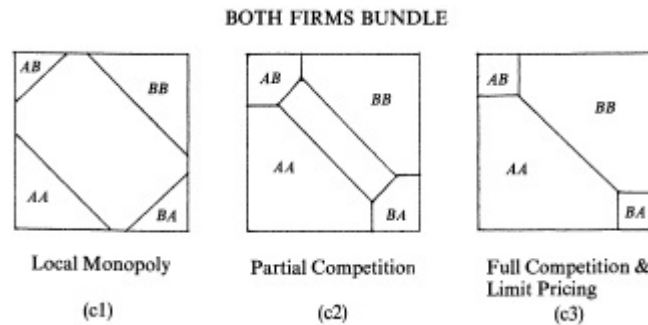 BOTH FIRMS BUNDLE
AB
BB
AA
BA
AB
BB
AA
BA
AB
BB
AA
BA
Local Monopoly
(c1)
Partial Competition
(c2)
Full Competition &
Limit Pricing
(c3)